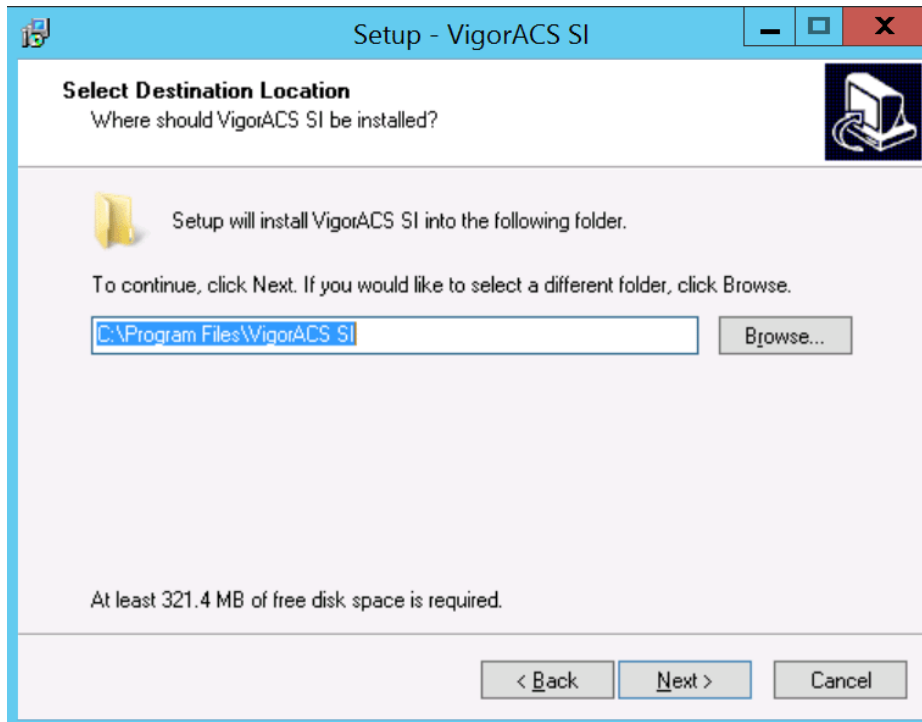 Setup - VigorACS SI
Select Destination Location
Where should VigorACS SI be installed?
Setup will install VigorACS SI into the following folder.
To continue, click Next. If you would like to select a different folder, click Browse.
C:\Program Files\VigorACS SI
Browse...
At least 321.4 MB of free disk space is required.
< Back
Next >
Cancel